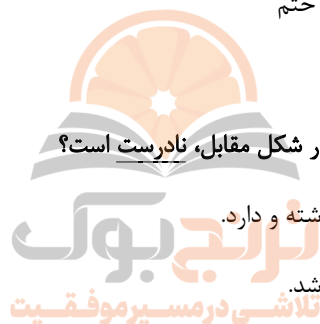 ختم
ر شکل مقابل، نادرست است؟
شته و دارد.
ترنج‌بوک
شد.
تلاشی در مسیر موفقیت